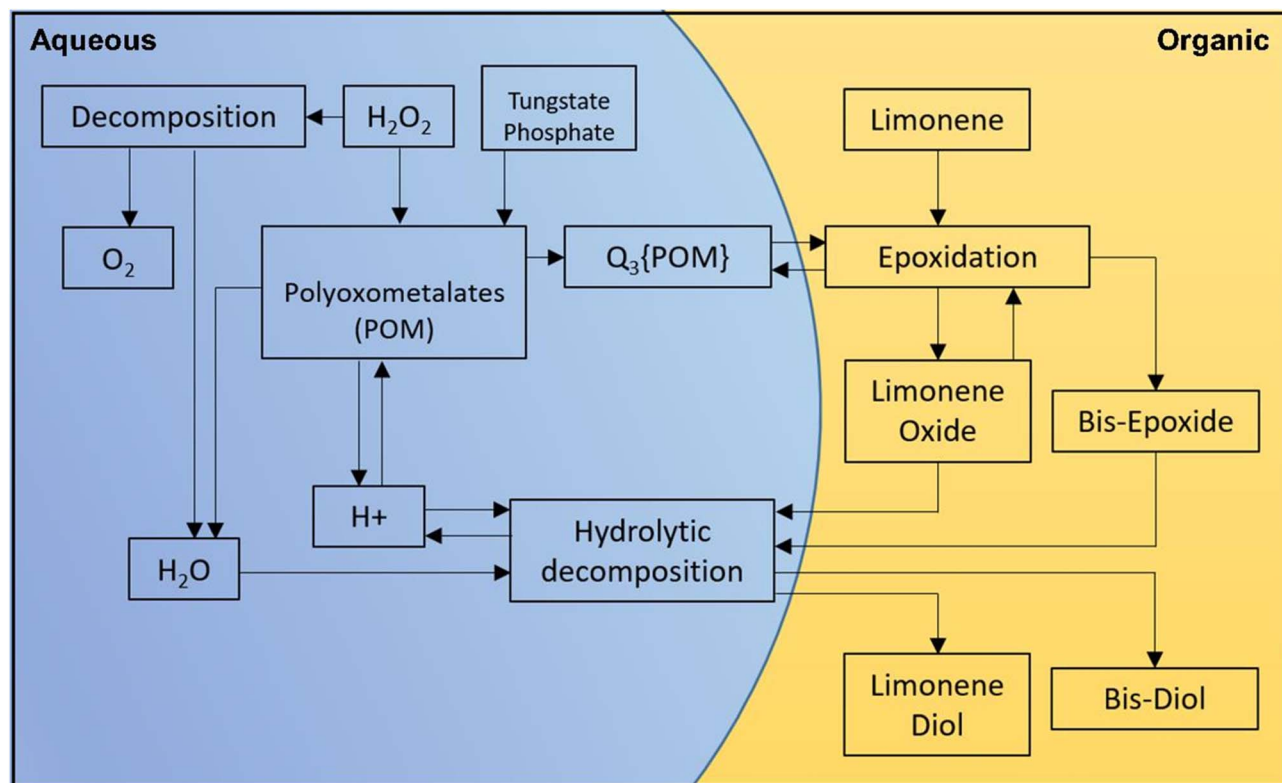 Aqueous
Organic
Decomposition
H₂O₂
Tungstate
Phosphate
Limonene
O₂
Polyoxometalates
(POM)
Q₃{POM}
Epoxidation
Limonene
Oxide
Bis-Epoxide
H+
Hydrolytic
decomposition
H₂O
Limonene
Diol
Bis-Diol